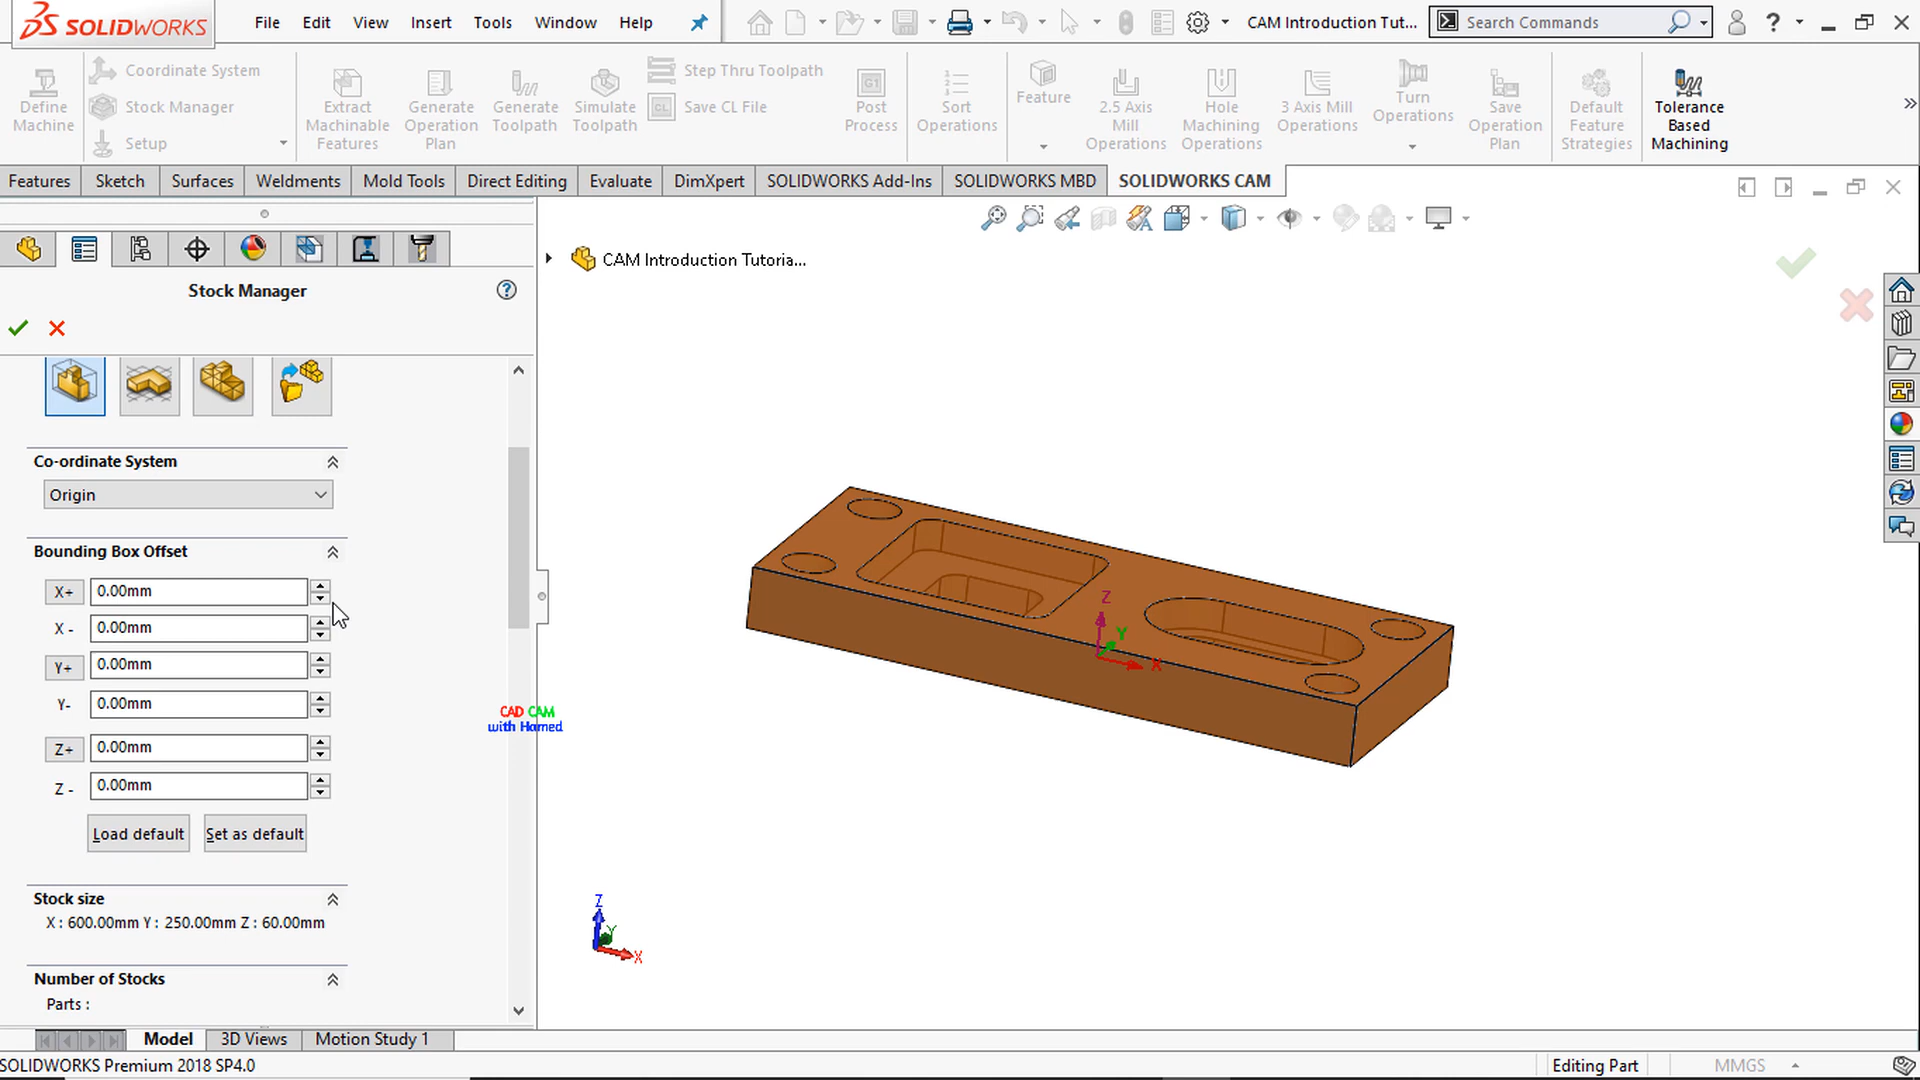 SOLIDWORKS
File Edit View Insert Tools Window Help
CAM Introduction Tut...
Search Commands
?
Define Machine
Coordinate System
Stock Manager
Setup
Extract Machinable Features
Generate Operation Plan
Generate Toolpath
Simulate Toolpath
Step Thru Toolpath
CL Save CL File
G1 Post Process
Sort Operations
Feature
2.5 Axis Mill Operations
Hole Machining Operations
3 Axis Mill Operations
Turn Operations
Save Operation Plan
Default Feature Strategies
Tolerance Based Machining
Features Sketch Surfaces Weldments Mold Tools Direct Editing Evaluate DimXpert SOLIDWORKS Add-Ins SOLIDWORKS MBD SOLIDWORKS CAM
CAM Introduction Tutoria...
Stock Manager
?
Co-ordinate System
Origin
Bounding Box Offset
X+ 0.00mm
X - 0.00mm
Y+ 0.00mm
Y- 0.00mm
Z+ 0.00mm
Z - 0.00mm
Load default Set as default
Stock size
X : 600.00mm Y : 250.00mm Z : 60.00mm
Number of Stocks
Parts :
Z
Y
X
CAD CAM
with Hamed
Z
Y
X
Model 3D Views Motion Study 1
SOLIDWORKS Premium 2018 SP4.0
Editing Part
MMGS